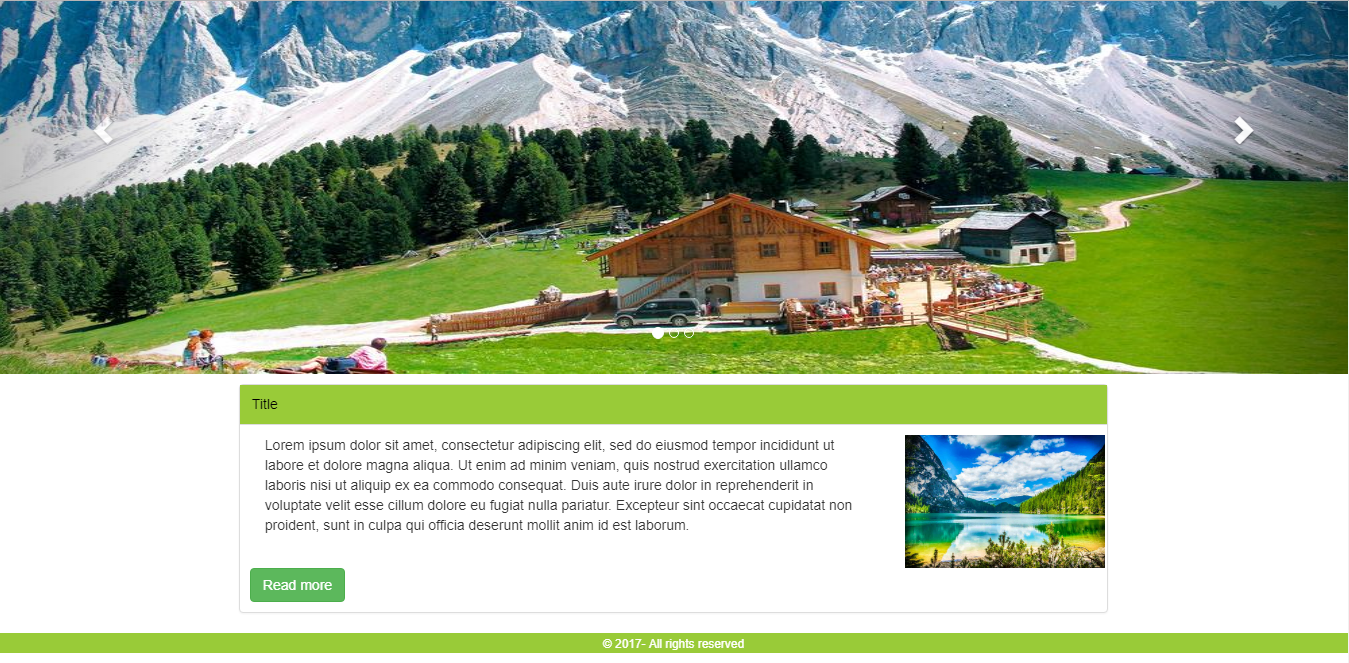 Title
Lorem ipsum dolor sit amet, consectetur adipiscing elit, sed do eiusmod tempor incididunt ut
labore et dolore magna aliqua. Ut enim ad minim veniam, quis nostrud exercitation ullamco
laboris nisi ut aliquip ex ea commodo consequat. Duis aute irure dolor in reprehenderit in
voluptate velit esse cillum dolore eu fugiat nulla pariatur. Excepteur sint occaecat cupidatat non
proident, sunt in culpa qui officia deserunt mollit anim id est laborum.
Read more
© 2017- All rights reserved